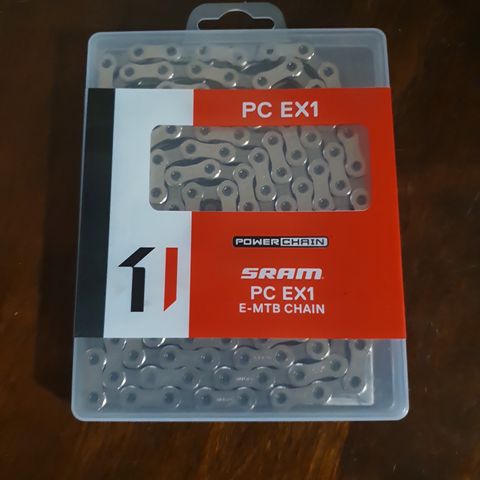 PC EX1
POWERCHAIN
SRAM
PC EX1
E-MTB CHAIN